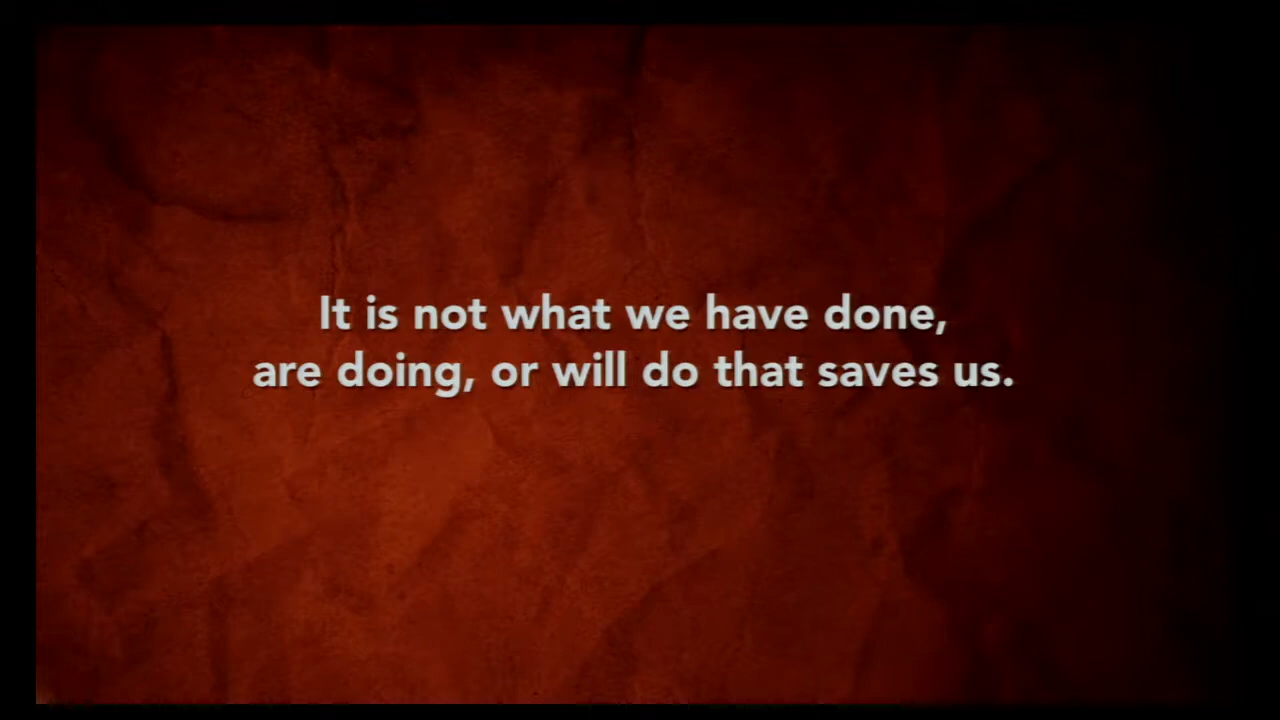 It is not what we have done,
are doing, or will do that saves us.